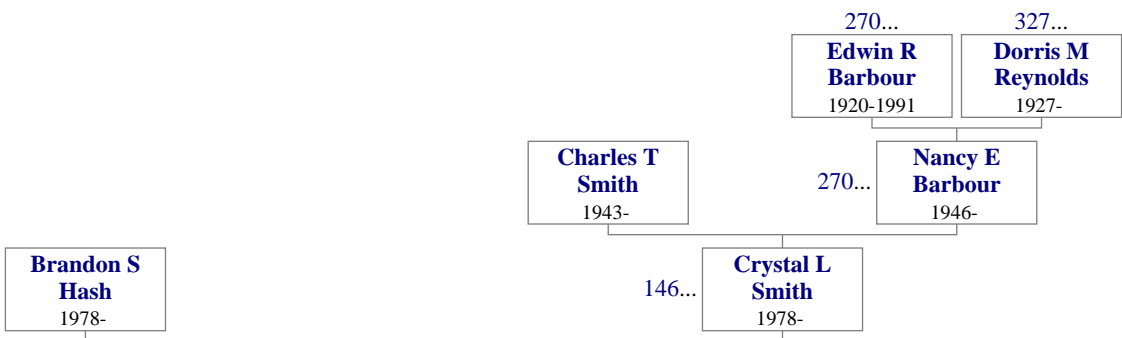 270...
327...
Edwin R
Barbour
1920-1991
Dorris M
Reynolds
1927-
Charles T
Smith
1943-
270...
Nancy E
Barbour
1946-
Brandon S
Hash
1978-
146...
Crystal L
Smith
1978-